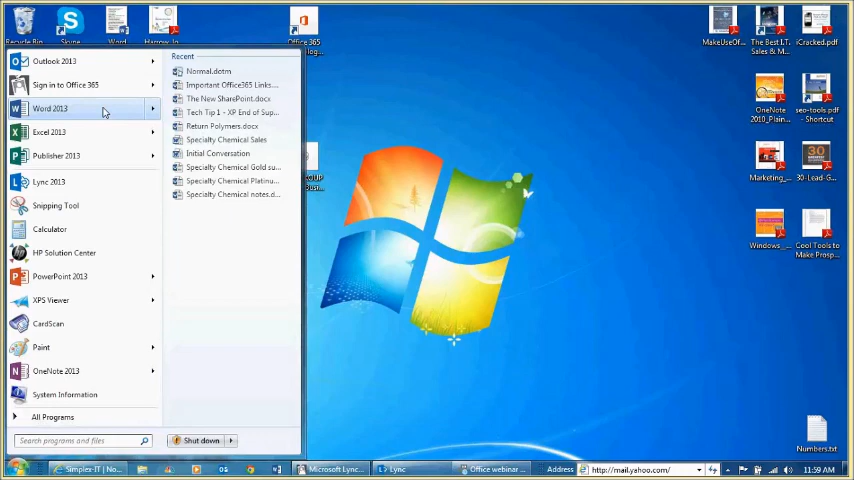 Recycle Bin
Skype
Word
Harrow_In...
Office 365
MakeUseOf...
The Best I.T.
Sales & M...
iCracked.pdf
Outlook 2013
Sign in to Office 365
Word 2013
Excel 2013
Publisher 2013
Lync 2013
Snipping Tool
Calculator
HP Solution Center
PowerPoint 2013
XPS Viewer
CardScan
Paint
OneNote 2013
System Information
All Programs
Search programs and files
Shut down
Recent
Normal.dotm
Important Office365 Links....
The New SharePoint.docx
Tech Tip 1 - XP End of Sup...
Return Polymers.docx
Specialty Chemical Sales
Initial Conversation
Specialty Chemical Gold su...
Specialty Chemical Platinu...
Specialty Chemical notes.d...
OneNote
2010_Plain...
seo-tools.pdf
- Shortcut
Marketing_...
30-Lead-G...
Windows_...
Cool Tools to
Make Prosp...
Numbers.txt
Simplex-IT | No...
Microsoft Lync...
Lync
Office webinar ...
Address
http://mail.yahoo.com/
11:59 AM